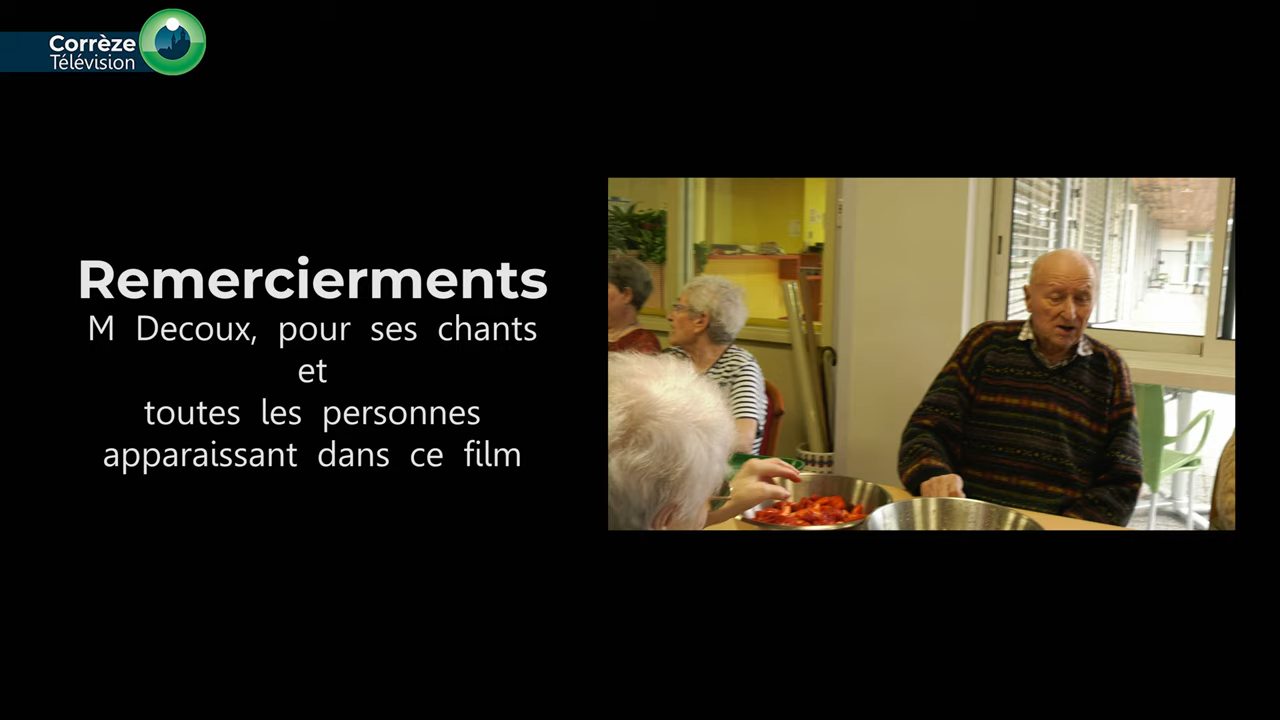 Corrèze
Télévision
Remercierments
M Decoux, pour ses chants
et
toutes les personnes
apparaissant dans ce film